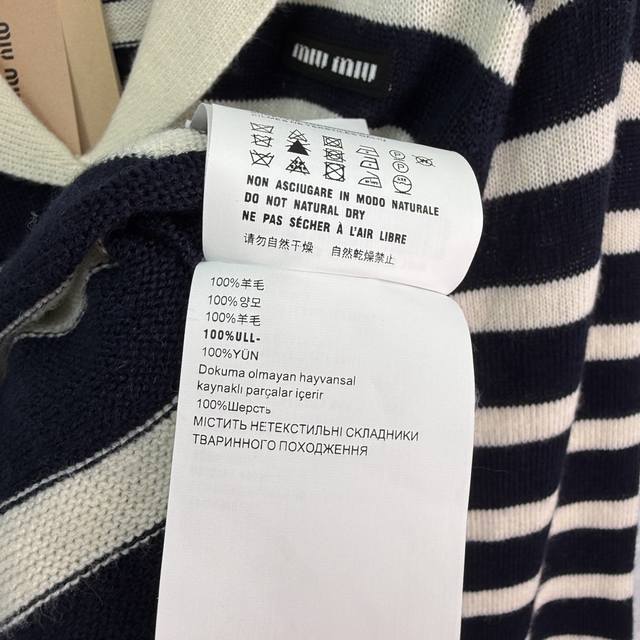 miu miu
NON ASCIUGARE IN MODO NATURALE
DO NOT NATURAL DRY
NE PAS SÉCHER À L'AIR LIBRE
请勿自然干燥 自然乾燥禁止
100%羊毛
100%양모
100%羊毛
100%ULL-
100%YÜN
Dokuma olmayan hayvansal
kaynaklı parçalar içerir
100%Шерсть
МІСТИТЬ НЕТЕКСТИЛЬНІ СКЛАДНИКИ
ТВАРИННОГО ПОХОДЖЕННЯ